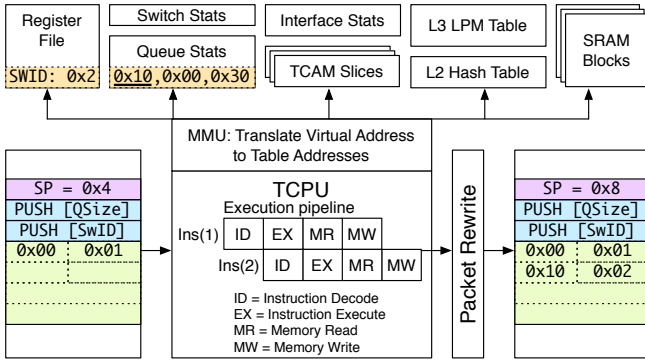 Register
File
SWID: 0x2
Switch Stats
Queue Stats
0x10,0x00,0x30
Interface Stats
TCAM Slices
L3 LPM Table
L2 Hash Table
SRAM
Blocks
MMU: Translate Virtual Address
to Table Addresses
SP = 0x4
PUSH [QSize]
PUSH [SwID]
0x00 0x01
TCPU
Execution pipeline
Ins(1) ID EX MR MW
Ins(2) ID EX MR MW
ID = Instruction Decode
EX = Instruction Execute
MR = Memory Read
MW = Memory Write
Packet Rewrite
SP = 0x8
PUSH [QSize]
PUSH [SwID]
0x00 0x01
0x10 0x02